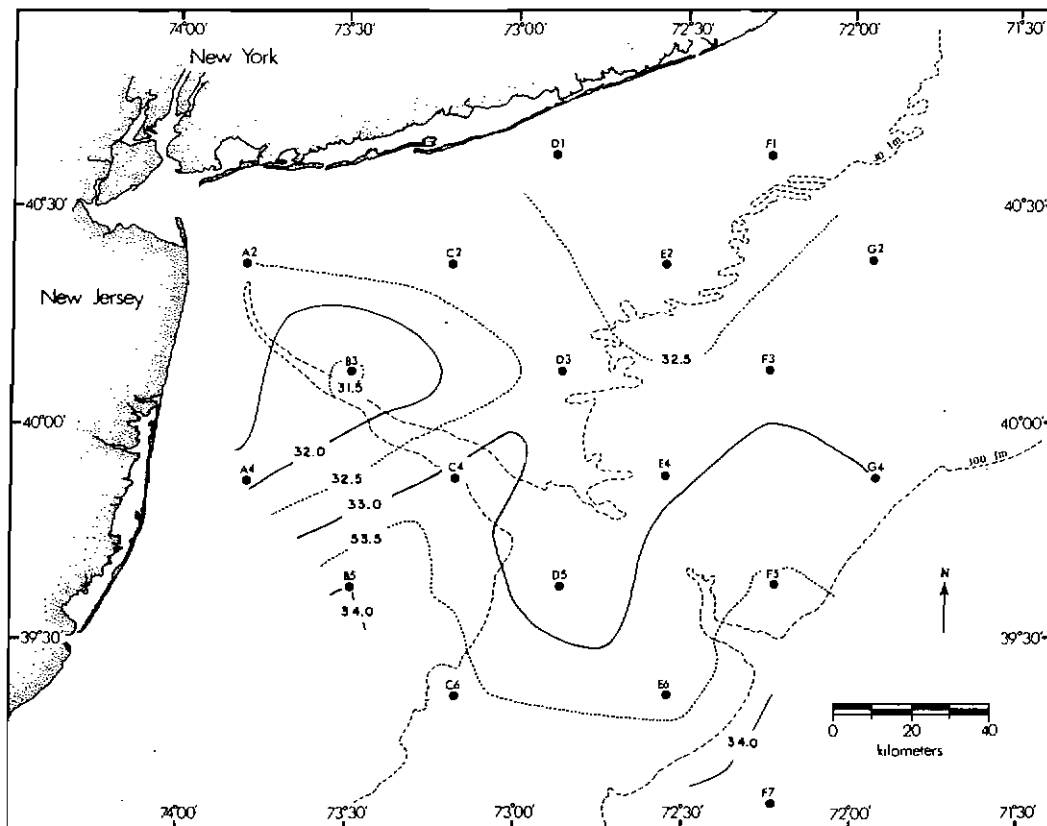 74°00' 73°30' 73°00' 72°30' 72°00' 71°30'
New York
D1 F1
40 fm
40°30' 40°30'
A2 C2 E2 G2
New Jersey
32.5
B3 D3 F3
31.5
40°00' 40°00'
32.0
100 fm
A4 C4 E4 G4
32.5
33.0
53.5
B5 D5 F5
N
34.0
39°30' 39°30'
C6 E6
0 20 40
kilometers
34.0
F7
74°00' 73°30' 73°00' 72°30' 72°00' 71°30'